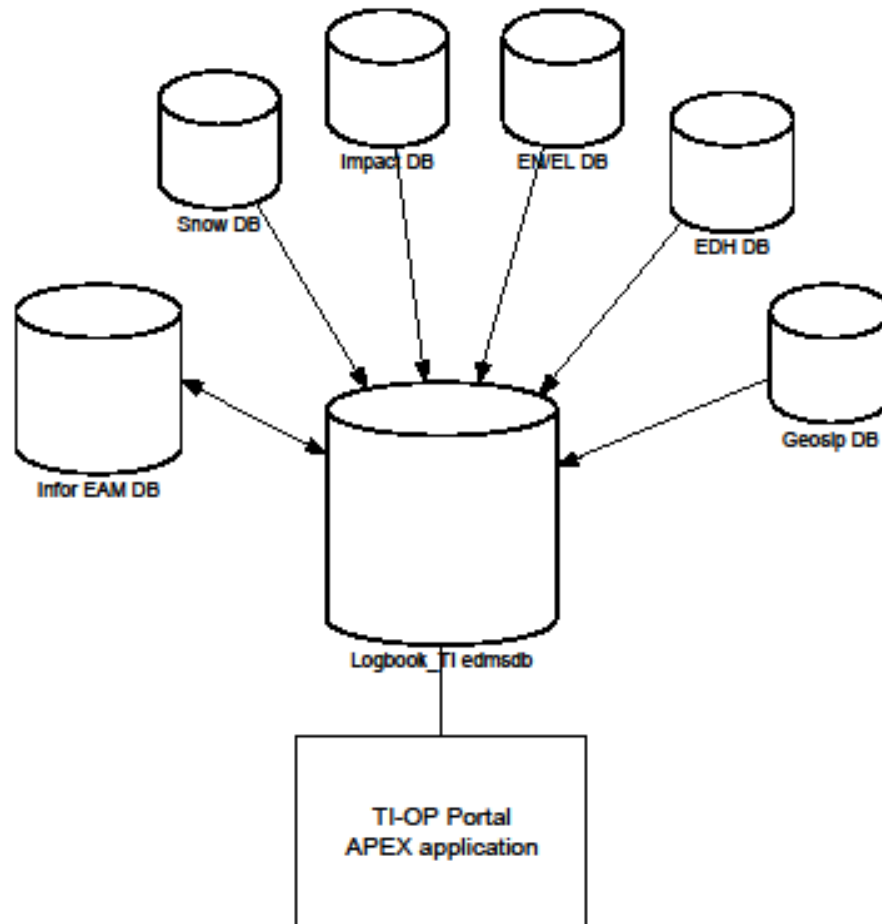 Impact DB
EN/EL DB
Snow DB
EDH DB
Geosip DB
Infor EAM DB
Logbook_TI edmsdb
TI-OP Portal
APEX application